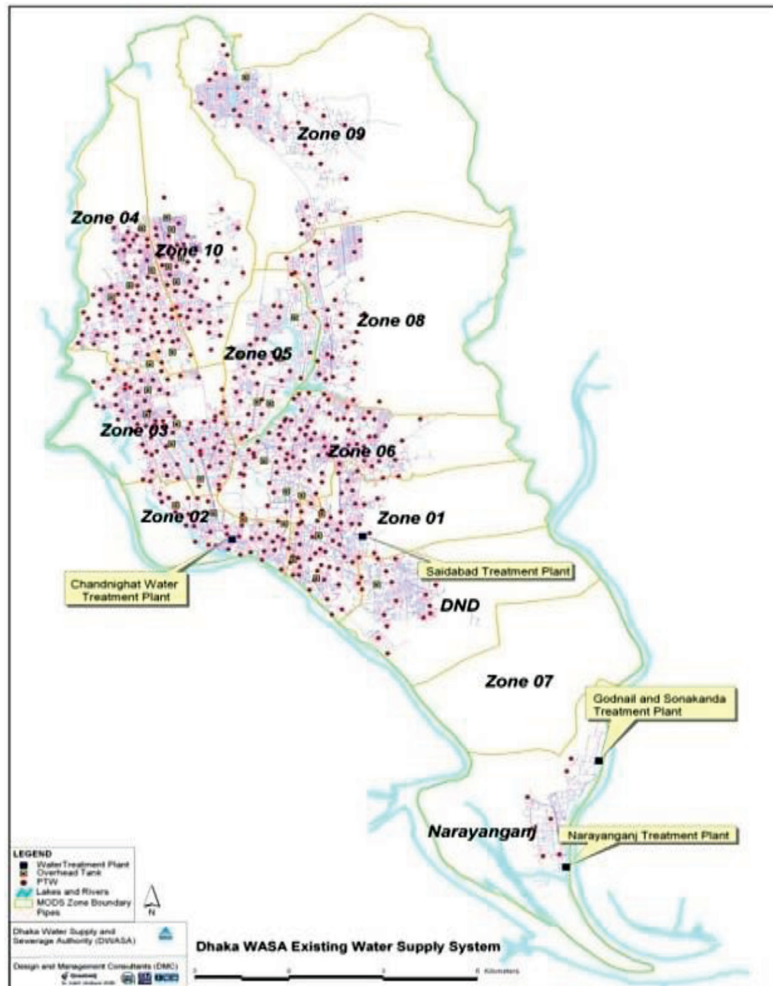 Zone 09
Zone 04
Zone 10
Zone 08
Zone 05
Zone 03
Zone 06
Zone 02
Zone 01
Chandnighat Water
Treatment Plant
Saidabad Treatment Plant
DND
Zone 07
Godnail and Sonakanda
Treatment Plant
Narayanganj
Narayanganj Treatment Plant
LEGEND
WaterTreatment Plant
Overhead Tank
PTW
Lakes and Rivers
MODS Zone Boundary
Pipes
N
Dhaka Water Supply and
Sewerage Authority (DWASA)
Dhaka WASA Existing Water Supply System
Design and Management Consultants (DMC)
Kilometers